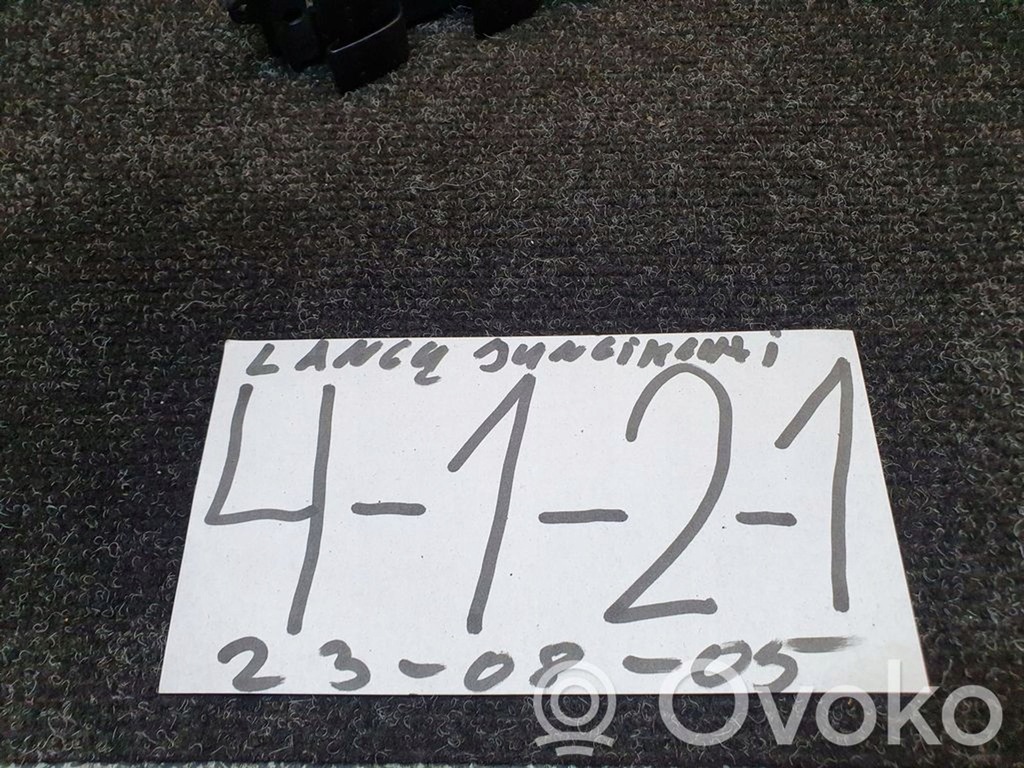 LANGŲ JUNGIKLIAI
4-1-2-1
23-08-05
Ovoko